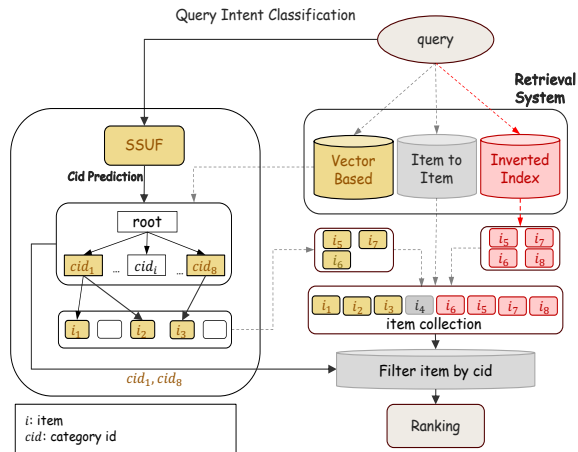 Query Intent Classification
query
Retrieval
System
SSUF
Vector
Based
Item to
Item
Inverted
Index
Cid Prediction
root
cid₁
...
cidᵢ
...
cid₈
i₅ i₇
i₆
i₅ i₇
i₆ i₈
i₁ i₂ i₃
i₁ i₂ i₃ i₄ i₆ i₅ i₇ i₈
item collection
cid₁, cid₈
Filter item by cid
Ranking
i: item
cid: category id